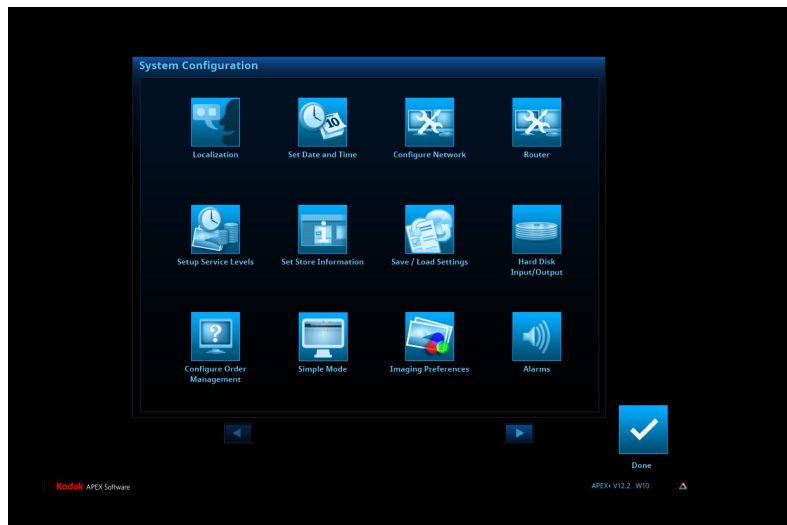 System Configuration
Localization
Set Date and Time
Configure Network
Router
Setup Service Levels
Set Store Information
Save / Load Settings
Hard Disk
Input/Output
Configure Order
Management
Simple Mode
Imaging Preferences
Alarms
Done
Kodak APEX Software
APEX+ V12.2 W10